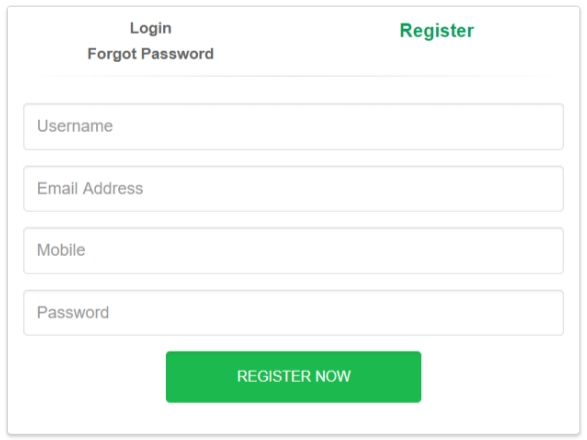 Login
Forgot Password
Register
Username
Email Address
Mobile
Password
REGISTER NOW